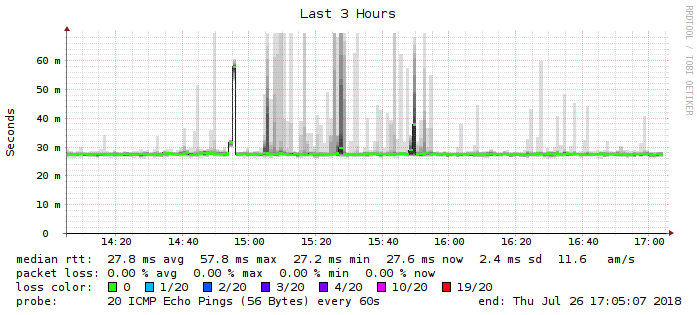 Last 3 Hours
RRDTOOL / TOBI OETIKER
Seconds
60 m
50 m
40 m
30 m
20 m
10 m
0
14:20 14:40 15:00 15:20 15:40 16:00 16:20 16:40 17:00
median rtt: 27.8 ms avg 57.8 ms max 27.2 ms min 27.6 ms now 2.4 ms sd 11.6 am/s
packet loss: 0.00 % avg 0.00 % max 0.00 % min 0.00 % now
loss color: 0 1/20 2/20 3/20 4/20 10/20 19/20
probe: 20 ICMP Echo Pings (56 Bytes) every 60s end: Thu Jul 26 17:05:07 2018